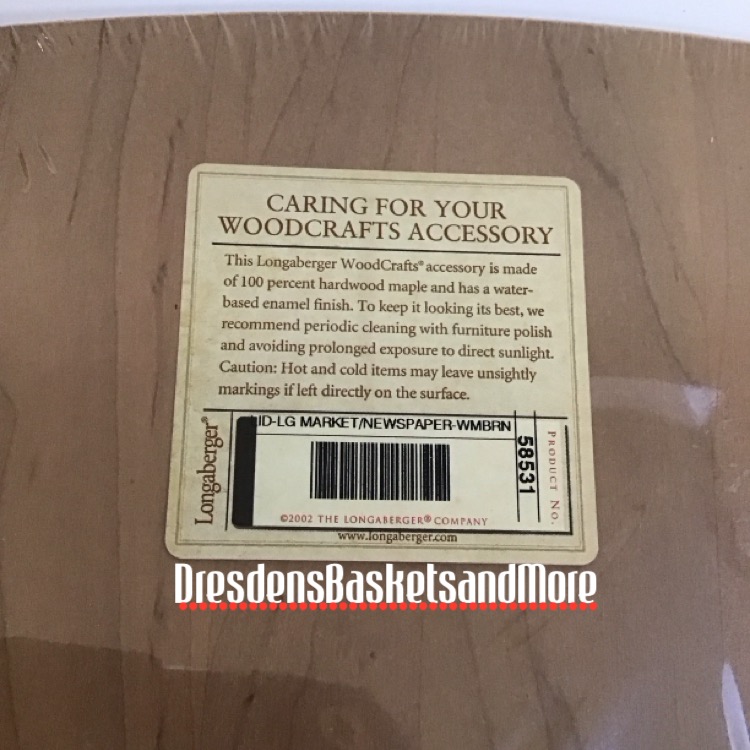 CARING FOR YOUR
WOODCRAFTS ACCESSORY
This Longaberger WoodCrafts® accessory is made
of 100 percent hardwood maple and has a water-
based enamel finish. To keep it looking its best, we
recommend periodic cleaning with furniture polish
and avoiding prolonged exposure to direct sunlight.
Caution: Hot and cold items may leave unsightly
markings if left directly on the surface.
Longaberger®
LID-LG MARKET/NEWSPAPER-WMBRN
58531
PRODUCT NO.
©2002 THE LONGABERGER® COMPANY
www.longaberger.com
DresdensBasketsandMore